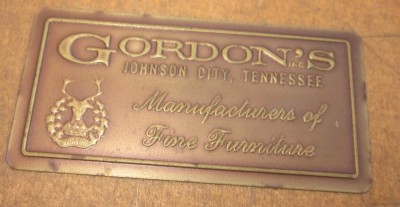 GORDON'S INC.
JOHNSON CITY, TENNESSEE
Manufacturers of
Fine Furniture